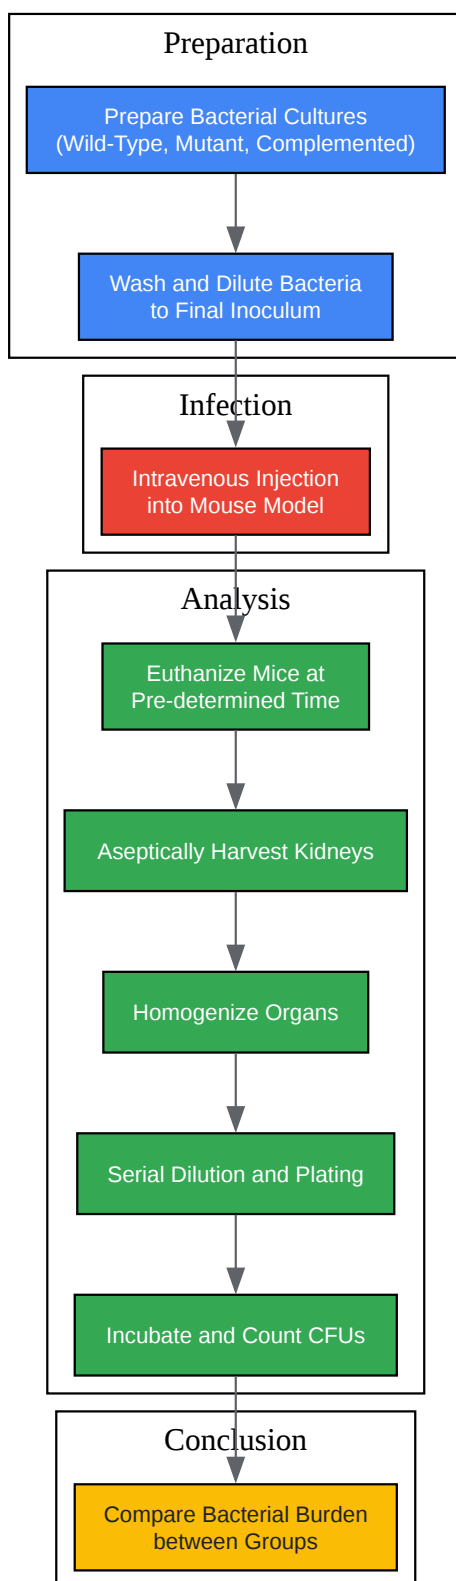 Preparation
Prepare Bacterial Cultures
(Wild-Type, Mutant, Complemented)
Wash and Dilute Bacteria
to Final Inoculum
Infection
Intravenous Injection
into Mouse Model
Analysis
Euthanize Mice at
Pre-determined Time
Aseptically Harvest Kidneys
Homogenize Organs
Serial Dilution and Plating
Incubate and Count CFUs
Conclusion
Compare Bacterial Burden
between Groups